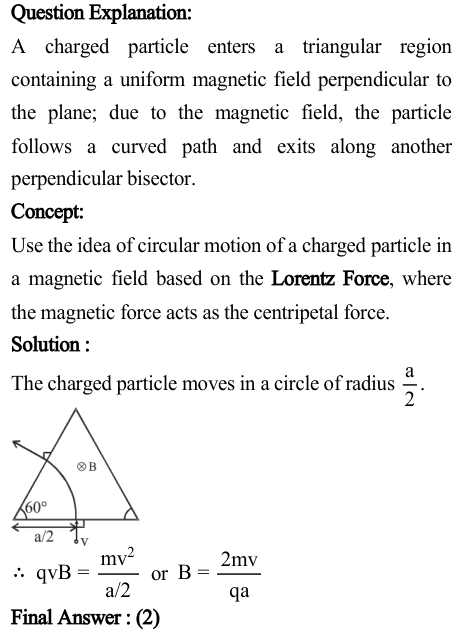 Question Explanation:
A charged particle enters a triangular region
containing a uniform magnetic field perpendicular to
the plane; due to the magnetic field, the particle
follows a curved path and exits along another
perpendicular bisector.
Concept:
Use the idea of circular motion of a charged particle in
a magnetic field based on the Lorentz Force, where
the magnetic force acts as the centripetal force.
Solution :
The charged particle moves in a circle of radius a/2.
⊗B
60°
a/2
v
∴ qvB = mv²/(a/2) or B = 2mv/qa
Final Answer : (2)